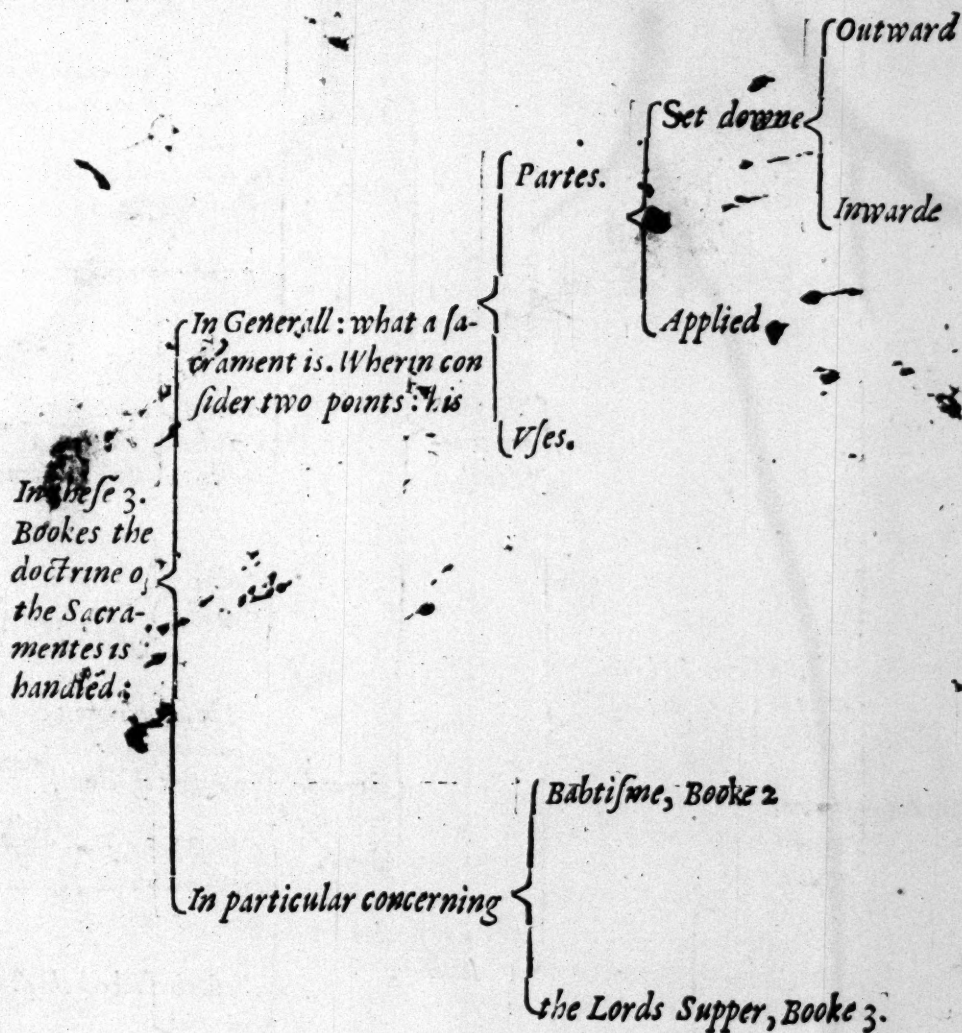 Outward
Set downe
Partes.
Inwarde
In Generall: what a ſa-
crament is. Wherin con
ſider two points:
Applied
Vſes.
In theſe 3.
Bookes the
doctrine
the Sacra-
mentes is
handled:
Babtiſme, Booke 2
In particular concerning
the Lords Supper, Booke 3.